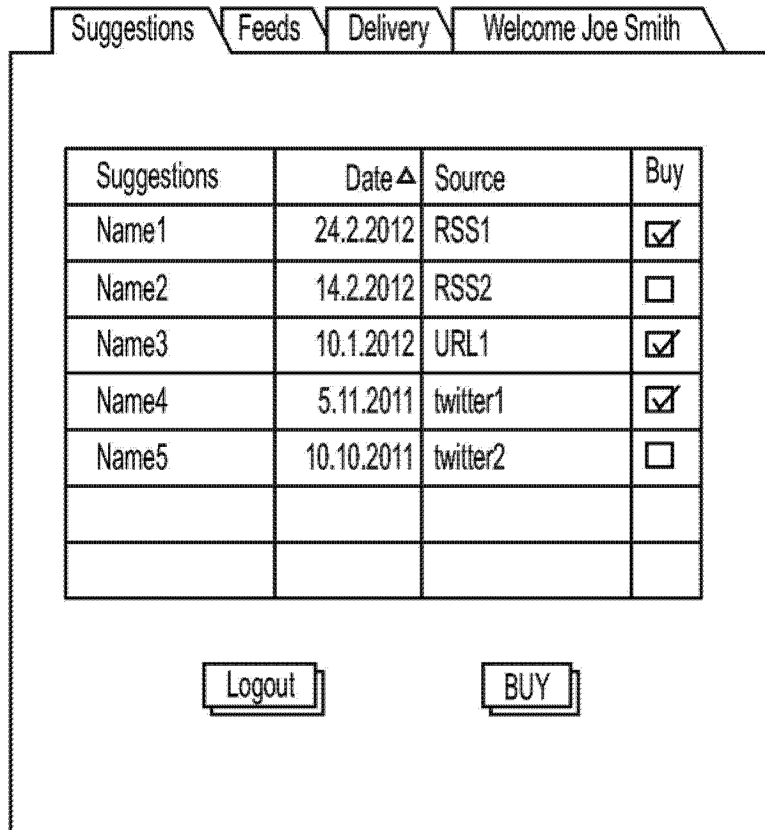 Suggestions Feeds Delivery Welcome Joe Smith
Suggestions Date Δ Source Buy
Name1 24.2.2012 RSS1
Name2 14.2.2012 RSS2
Name3 10.1.2012 URL1
Name4 5.11.2011 twitter1
Name5 10.10.2011 twitter2
Logout BUY